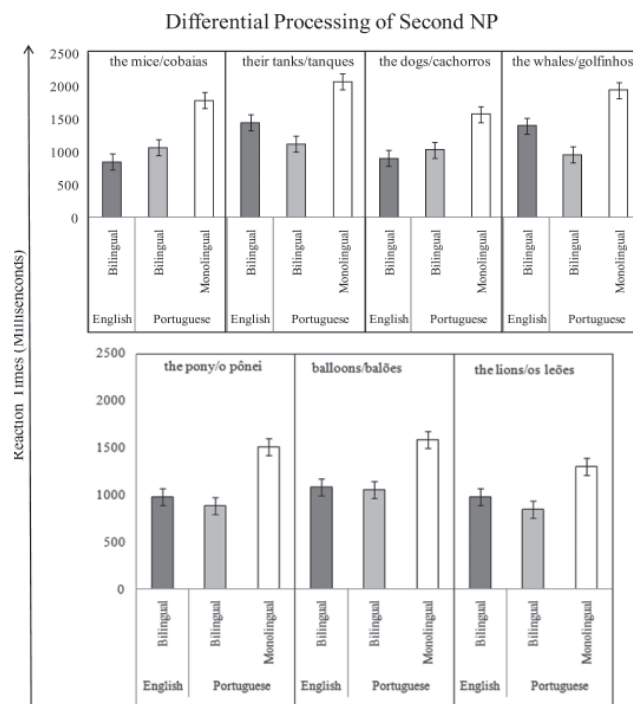 Differential Processing of Second NP
Reaction Times (Millisenconds)
the mice/cobaias their tanks/tanques the dogs/cachorros the whales/golfinhos
2500
2000
1500
1000
500
0
Bilingual Bilingual Monolingual Bilingual Bilingual Monolingual Bilingual Bilingual Monolingual Bilingual Bilingual Monolingual
English Portuguese English Portuguese English Portuguese English Portuguese
the pony/o pônei balloons/balões the lions/os leões
2500
2000
1500
1000
500
0
Bilingual Bilingual Monolingual Bilingual Bilingual Monolingual Bilingual Bilingual Monolingual
English Portuguese English Portuguese English Portuguese